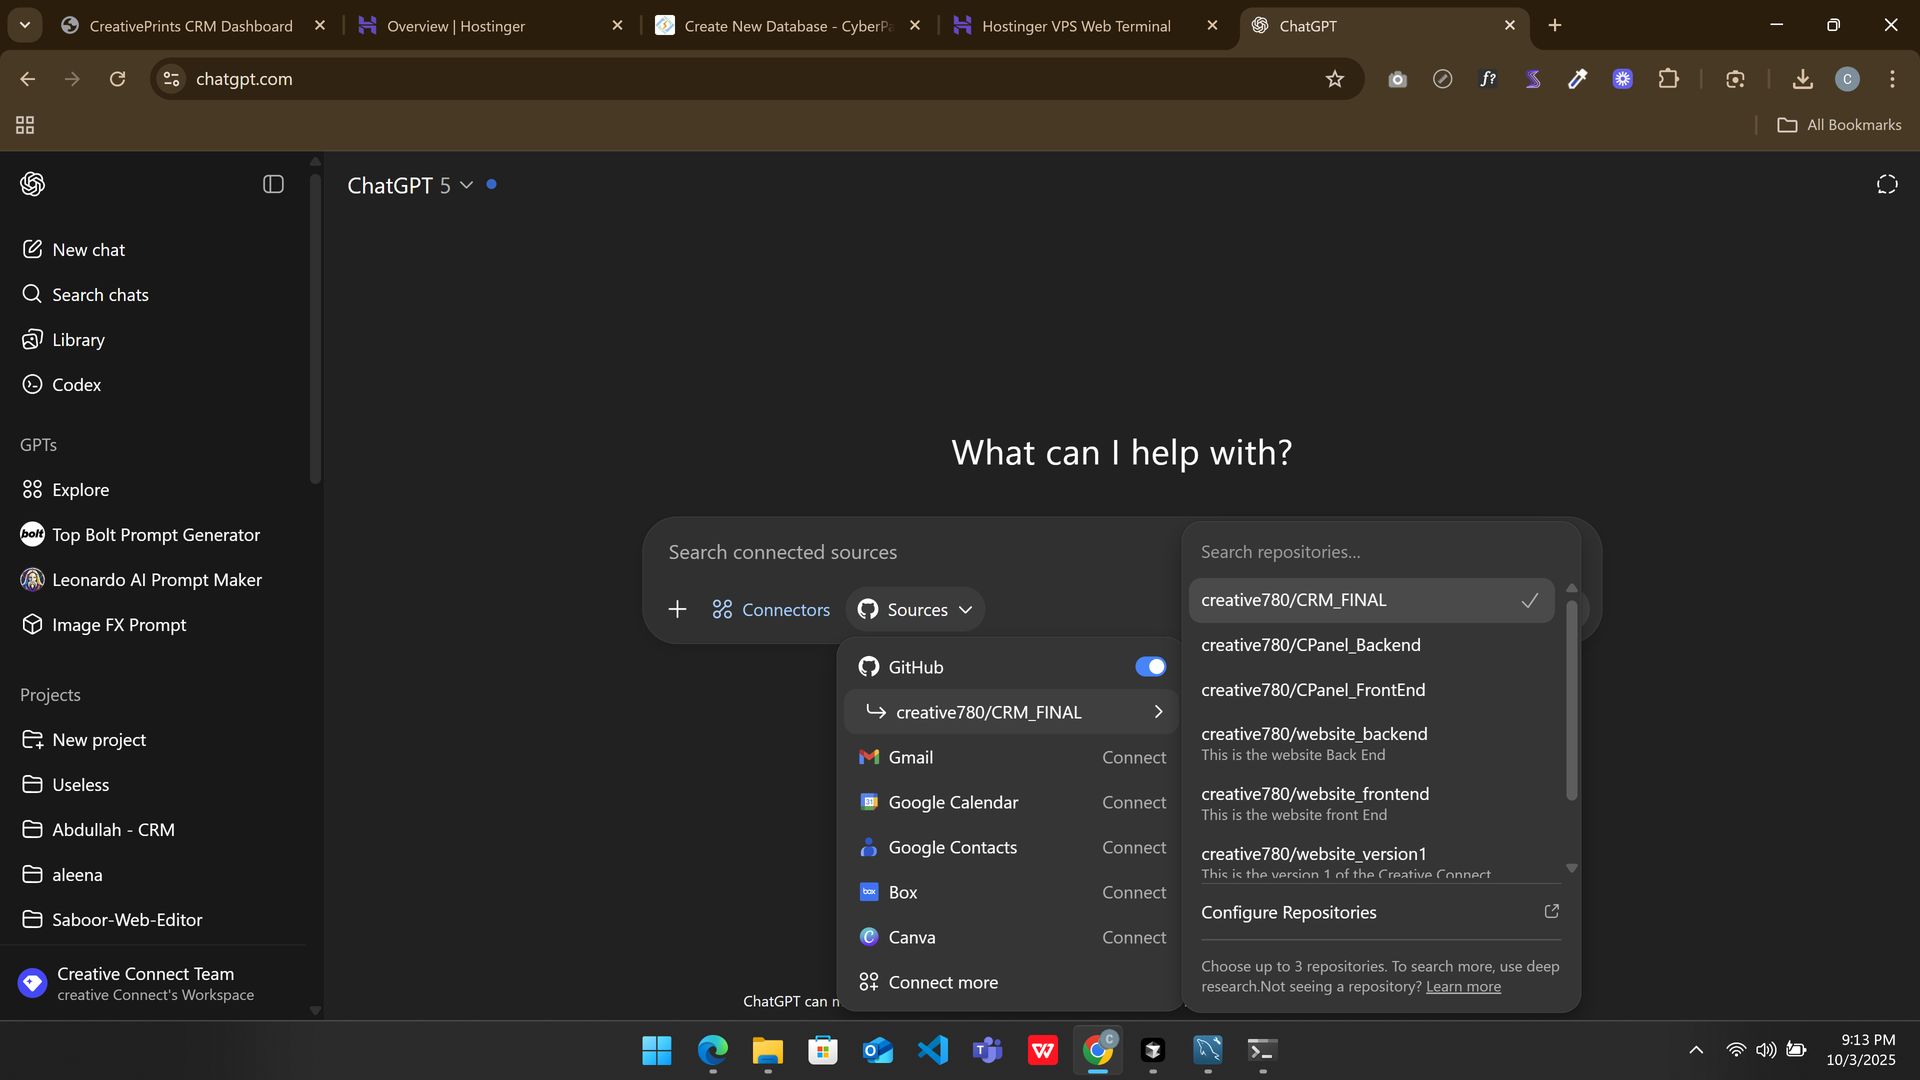 CreativePrints CRM Dashboard
Overview | Hostinger
Create New Database - CyberPa
Hostinger VPS Web Terminal
ChatGPT
chatgpt.com
f?
C
All Bookmarks
ChatGPT 5
New chat
Search chats
Library
Codex
GPTs
Explore
bolt
Top Bolt Prompt Generator
Leonardo AI Prompt Maker
Image FX Prompt
Projects
New project
Useless
Abdullah - CRM
aleena
Saboor-Web-Editor
Creative Connect Team
creative Connect's Workspace
What can I help with?
Search connected sources
Connectors
Sources
GitHub
creative780/CRM_FINAL
Gmail
Connect
31
Google Calendar
Connect
Google Contacts
Connect
box
Box
Connect
C
Canva
Connect
Connect more
ChatGPT can
Search repositories...
creative780/CRM_FINAL
creative780/CPanel_Backend
creative780/CPanel_FrontEnd
creative780/website_backend
This is the website Back End
creative780/website_frontend
This is the website front End
creative780/website_version1
This is the version 1 of the Creative Connect
Configure Repositories
Choose up to 3 repositories. To search more, use deep
research.Not seeing a repository? Learn more
C
9:13 PM
10/3/2025